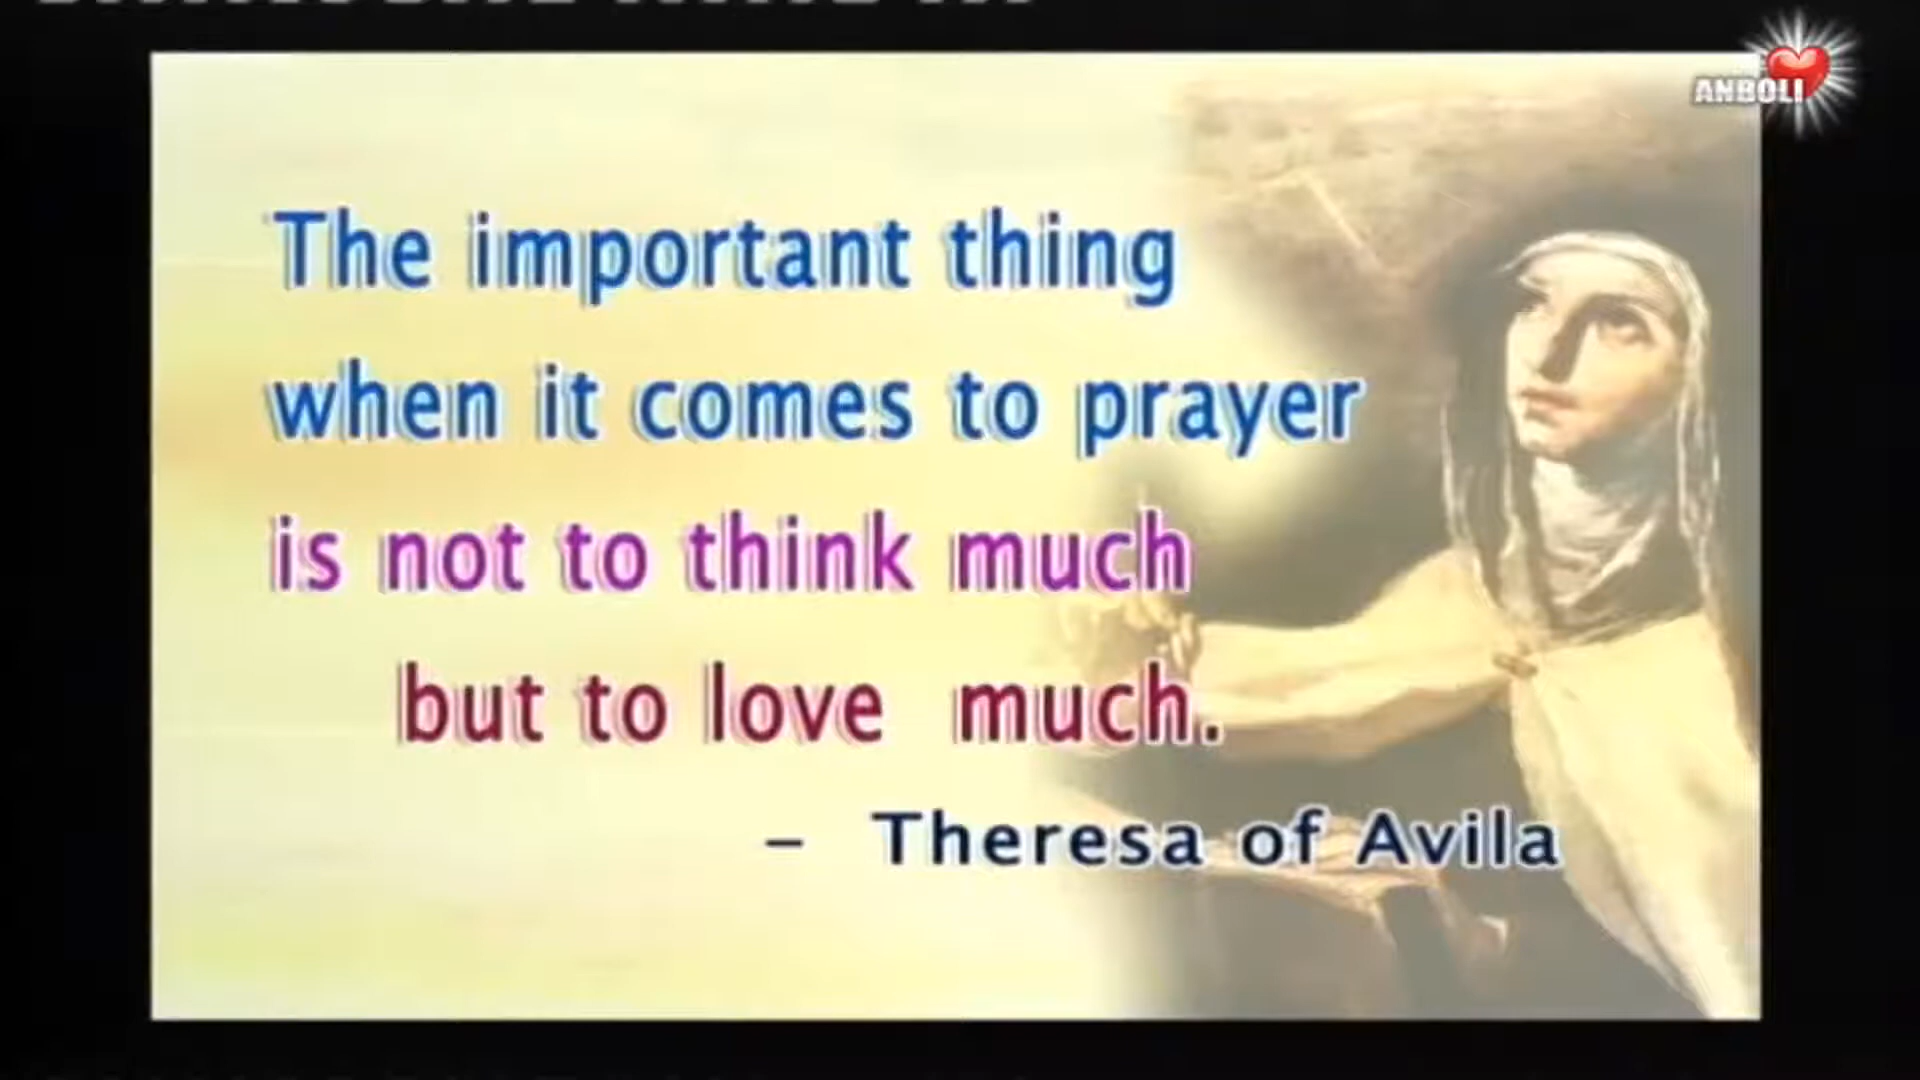 ANBOLI
The important thing
when it comes to prayer
is not to think much
but to love much.
– Theresa of Avila